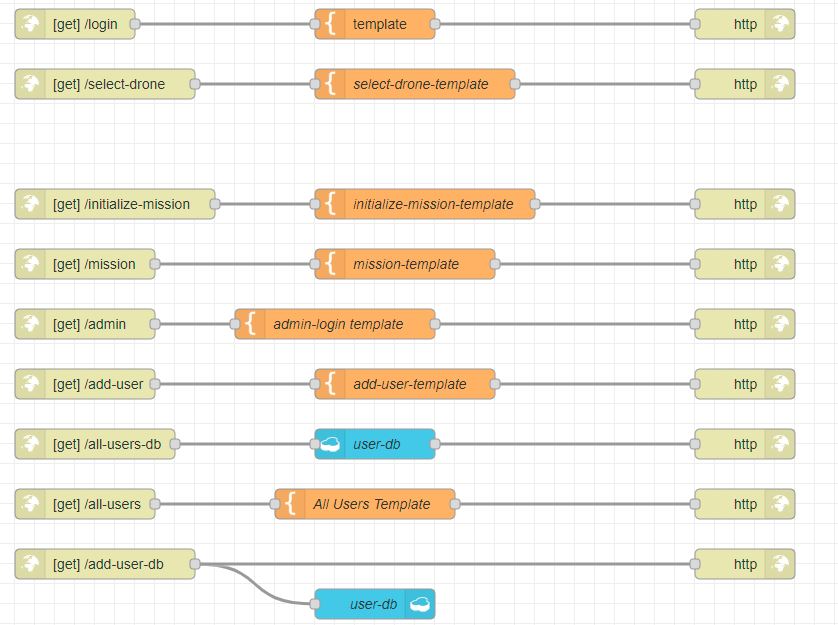 [get] /login template http
[get] /select-drone select-drone-template http
[get] /initialize-mission initialize-mission-template http
[get] /mission mission-template http
[get] /admin admin-login template http
[get] /add-user add-user-template http
[get] /all-users-db user-db http
[get] /all-users All Users Template http
[get] /add-user-db http
user-db